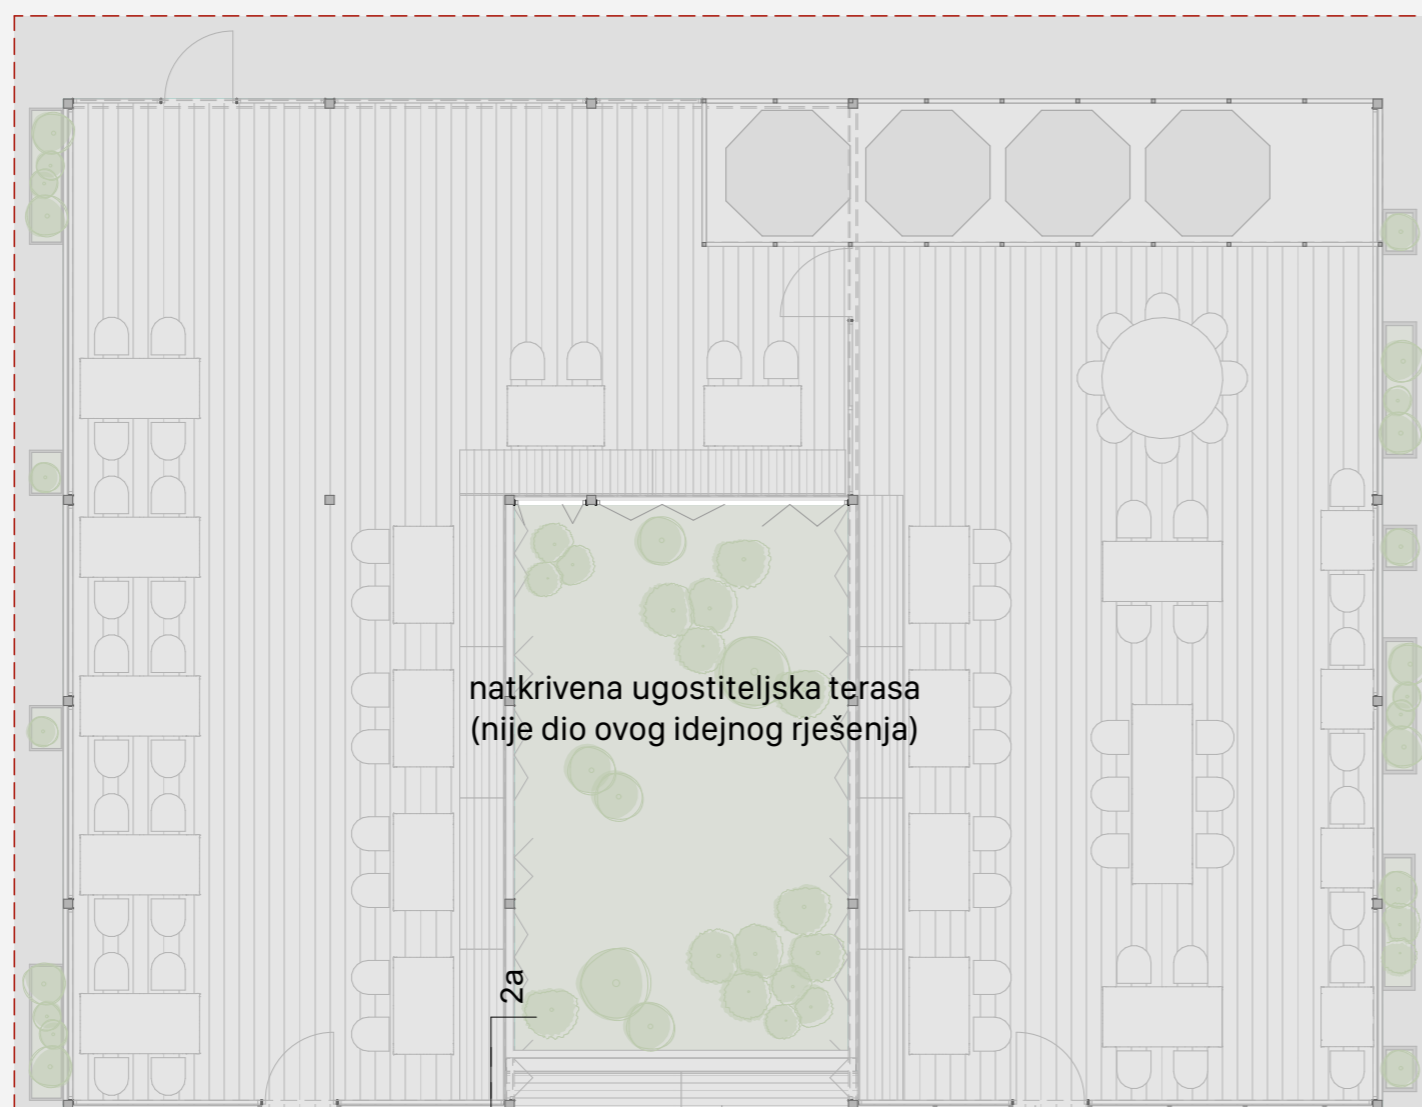 natkrivena ugostiteljska terasa
(nije dio ovog idejnog rješenja)
2a